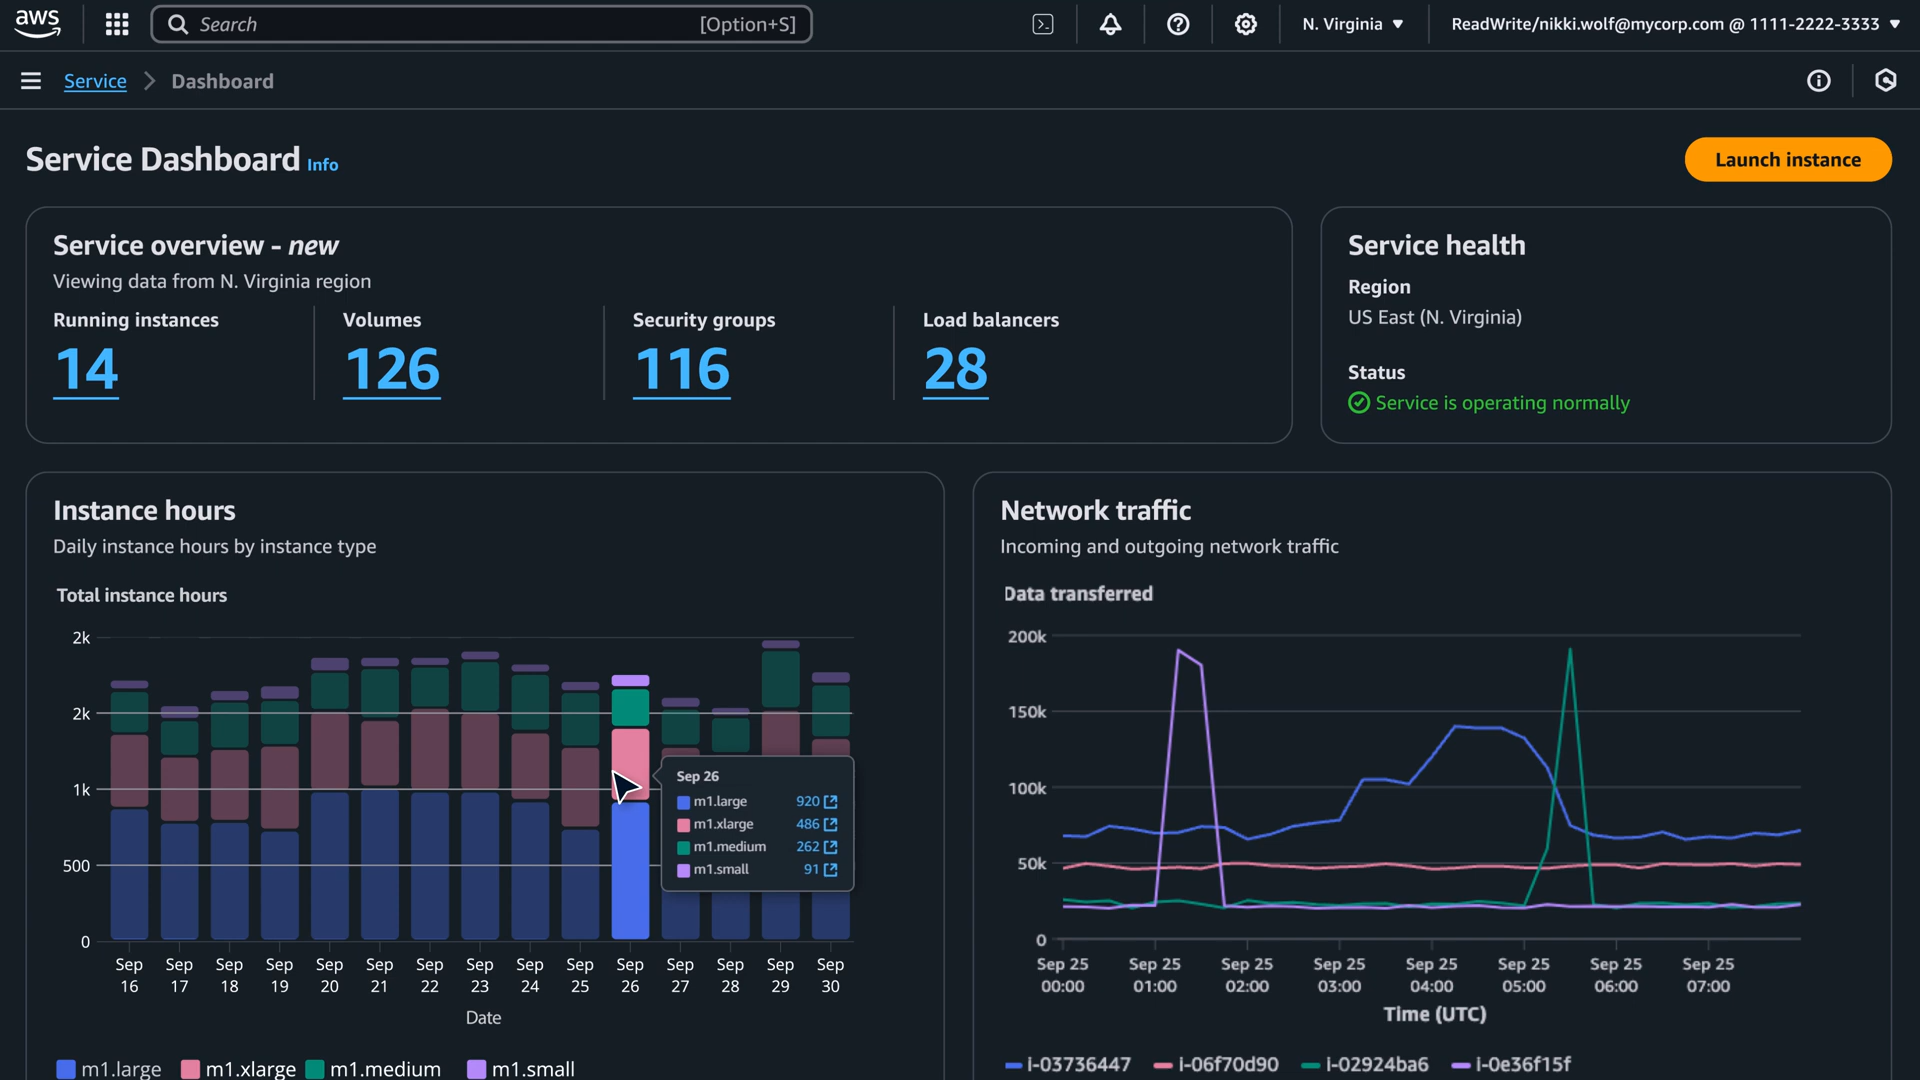 aws
Search [Option+S]
N. Virginia
ReadWrite/nikki.wolf@mycorp.com @ 1111-2222-3333
Service
Dashboard
Service Dashboard Info
Launch instance
Service overview - new
Viewing data from N. Virginia region
Running instances
14
Volumes
126
Security groups
116
Load balancers
28
Service health
Region
US East (N. Virginia)
Status
Service is operating normally
Instance hours
Daily instance hours by instance type
Total instance hours
2k
2k
1k
500
0
Sep 26
m1.large 920
m1.xlarge 486
m1.medium 262
m1.small 91
Sep Sep Sep Sep Sep Sep Sep Sep Sep Sep Sep Sep Sep Sep Sep
16 17 18 19 20 21 22 23 24 25 26 27 28 29 30
Date
m1.large m1.xlarge m1.medium m1.small
Network traffic
Incoming and outgoing network traffic
Data transferred
200k
150k
100k
50k
0
Sep 25 Sep 25 Sep 25 Sep 25 Sep 25 Sep 25 Sep 25 Sep 25
00:00 01:00 02:00 03:00 04:00 05:00 06:00 07:00
Time (UTC)
i-03736447 i-06f70d90 i-02924ba6 i-0e36f15f